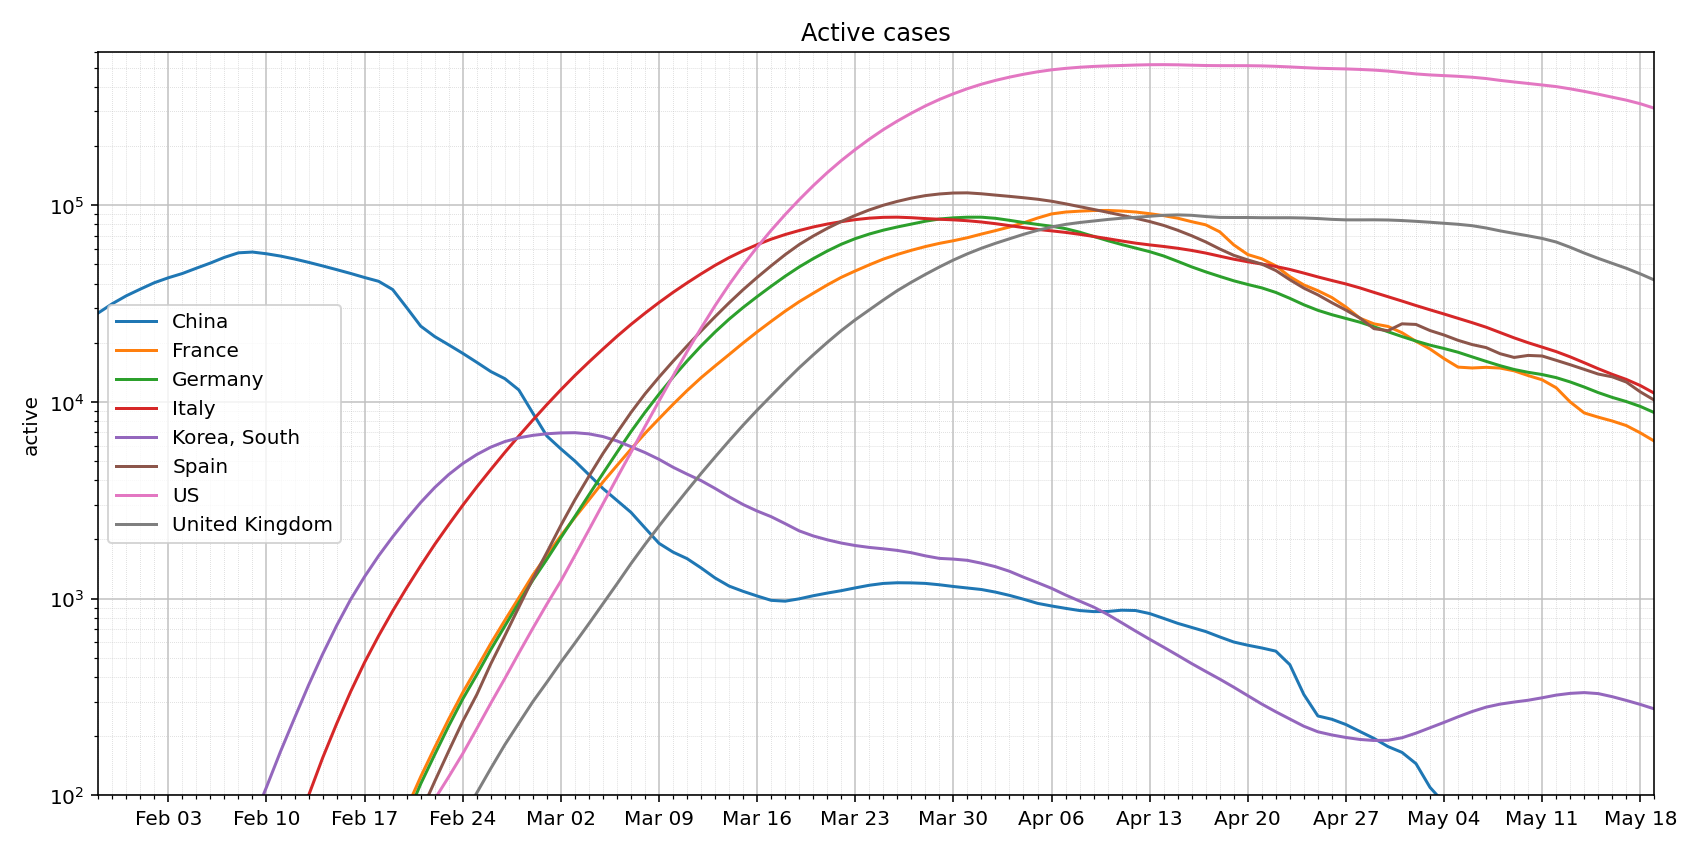 Active cases
active
10^5
10^4
10^3
10^2
China
France
Germany
Italy
Korea, South
Spain
US
United Kingdom
Feb 03 Feb 10 Feb 17 Feb 24 Mar 02 Mar 09 Mar 16 Mar 23 Mar 30 Apr 06 Apr 13 Apr 20 Apr 27 May 04 May 11 May 18